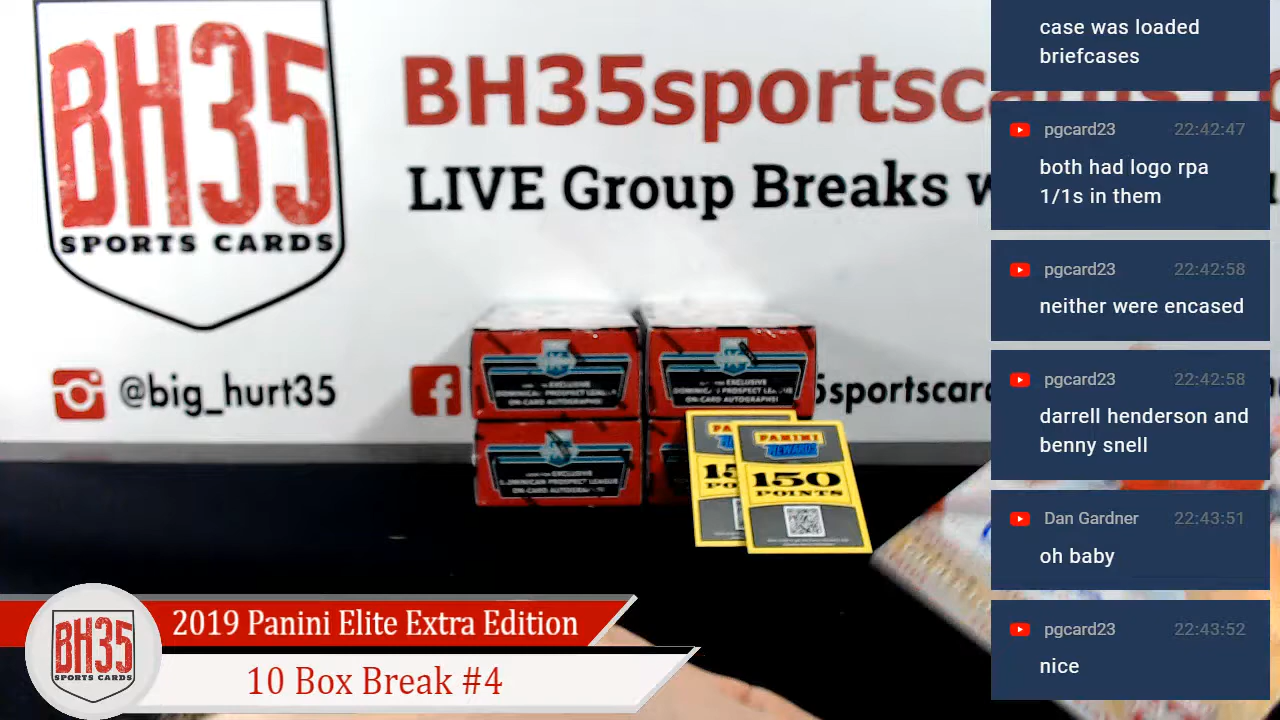 BH35
SPORTS CARDS
BH35sportsc
LIVE Group Breaks w
@big_hurt35
5sportscar
EXCLUSIVE
DOMINICAN PROSPECT LEAGUE
ON-CARD AUTOGRAPHS!
EXCLUSIVE
ON-CARD AUTOGRAPHS!
EXCLUSIVE
DOMINICAN PROSPECT LEAGUE
PANINI
REWARDS
150
POINTS
case was loaded
briefcases
pgcard23 22:42:47
both had logo rpa
1/1s in them
pgcard23 22:42:58
neither were encased
pgcard23 22:42:58
darrell henderson and
benny snell
Dan Gardner 22:43:51
oh baby
pgcard23 22:43:52
nice
BH35
SPORTS CARDS
2019 Panini Elite Extra Edition
10 Box Break #4